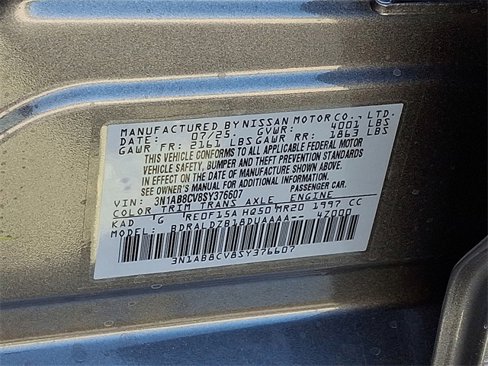 MANUFACTURED BY NISSAN MOTOR CO., LTD.
DATE: 07/25 GVWR: 4001 LBS
GAWR FR: 2161 LBS GAWR RR: 1863 LBS
THIS VEHICLE CONFORMS TO ALL APPLICABLE FEDERAL MOTOR
VEHICLE SAFETY, BUMPER AND THEFT PREVENTION STANDARDS
IN EFFECT ON THE DATE OF MANUFACTURE SHOWN ABOVE.
SEE OWNER'S MANUAL FOR ADDITIONAL INFORMATION.
VIN: 3N1AB8CV8SY376607 PASSENGER CAR.
COLOR TRIM TRANS AXLE ENGINE
KAD G RE0F15A HQ50 MR20 1997 CC
MODEL: BDRALDZB18DUAAAA-- 47000
3N1AB8CV8SY376607